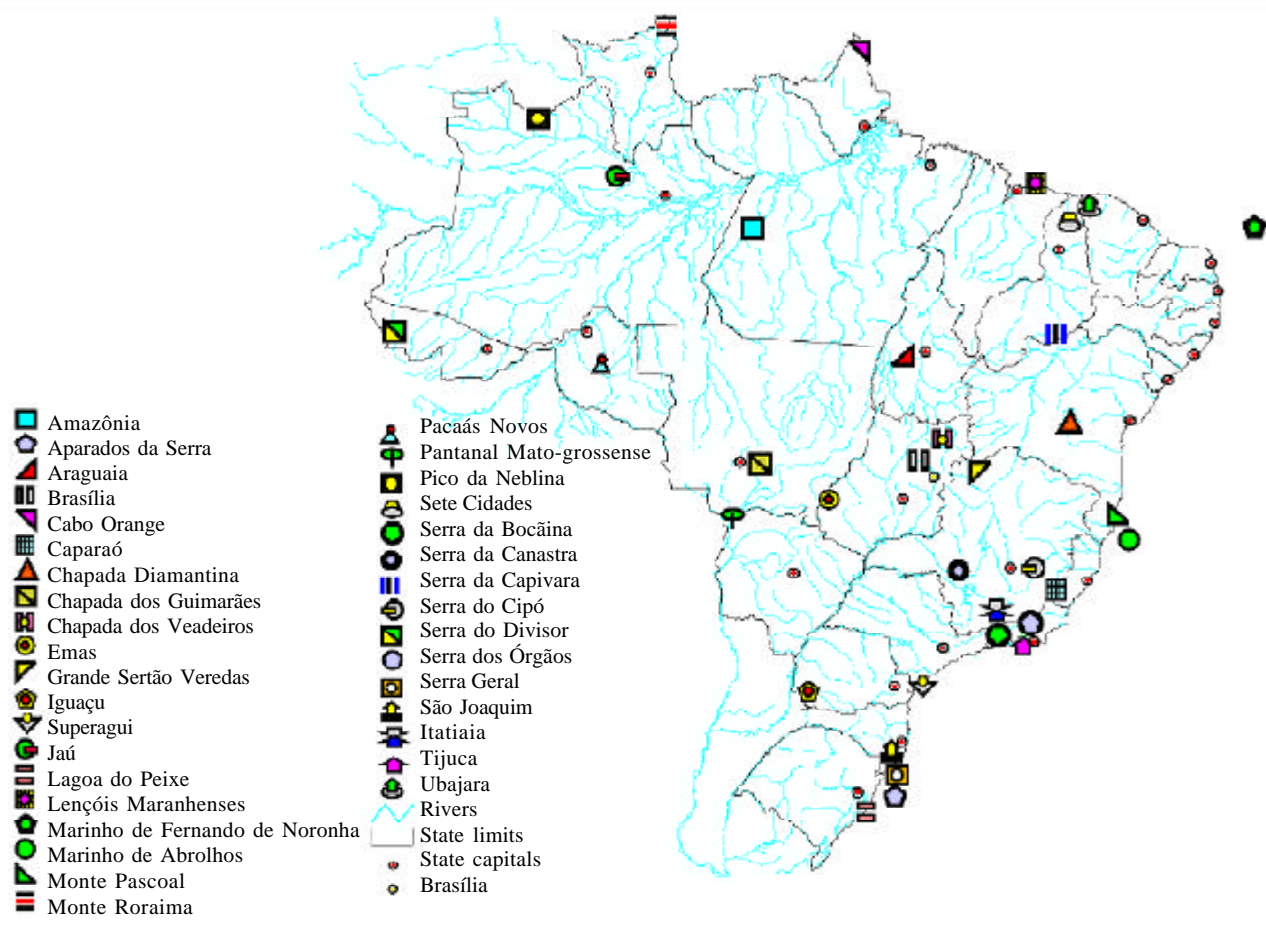 Amazônia
Aparados da Serra
Araguaia
Brasília
Cabo Orange
Caparaó
Chapada Diamantina
Chapada dos Guimarães
Chapada dos Veadeiros
Emas
Grande Sertão Veredas
Iguaçu
Superagui
Jaú
Lagoa do Peixe
Lençóis Maranhenses
Marinho de Fernando de Noronha
Marinho de Abrolhos
Monte Pascoal
Monte Roraima
Pacaás Novos
Pantanal Mato-grossense
Pico da Neblina
Sete Cidades
Serra da Bocãina
Serra da Canastra
Serra da Capivara
Serra do Cipó
Serra do Divisor
Serra dos Órgãos
Serra Geral
São Joaquim
Itatiaia
Tijuca
Ubajara
Rivers
State limits
State capitals
Brasília